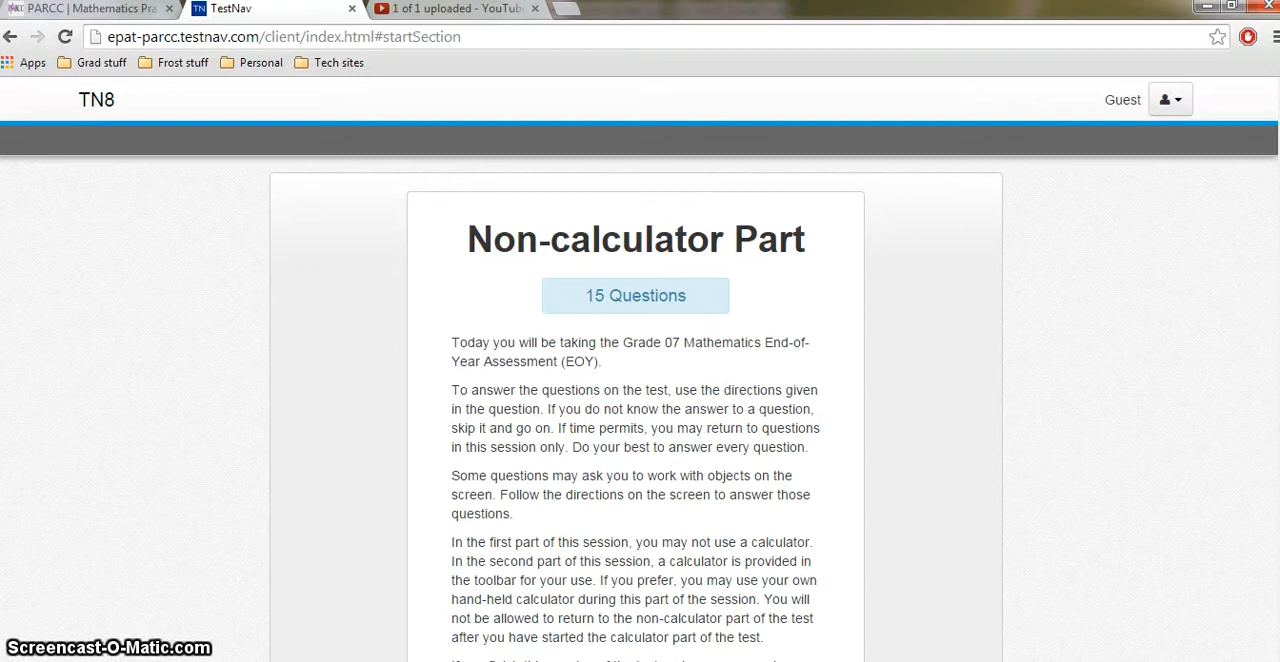 PARCC | Mathematics Pra
TN TestNav
1 of 1 uploaded - YouTub
epat-parcc.testnav.com/client/index.html#startSection
Apps Grad stuff Frost stuff Personal Tech sites
TN8
Guest
Non-calculator Part
15 Questions
Today you will be taking the Grade 07 Mathematics End-of-
Year Assessment (EOY).
To answer the questions on the test, use the directions given
in the question. If you do not know the answer to a question,
skip it and go on. If time permits, you may return to questions
in this session only. Do your best to answer every question.
Some questions may ask you to work with objects on the
screen. Follow the directions on the screen to answer those
questions.
In the first part of this session, you may not use a calculator.
In the second part of this session, a calculator is provided in
the toolbar for your use. If you prefer, you may use your own
hand-held calculator during this part of the session. You will
not be allowed to return to the non-calculator part of the test
after you have started the calculator part of the test.
Screencast-O-Matic.com